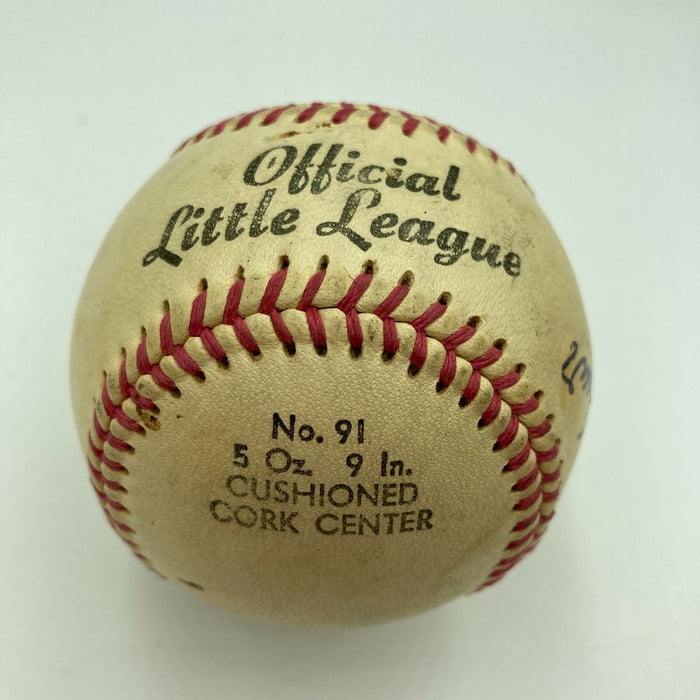 Official
Little League
No. 91
5 Oz. 9 In.
CUSHIONED
CORK CENTER